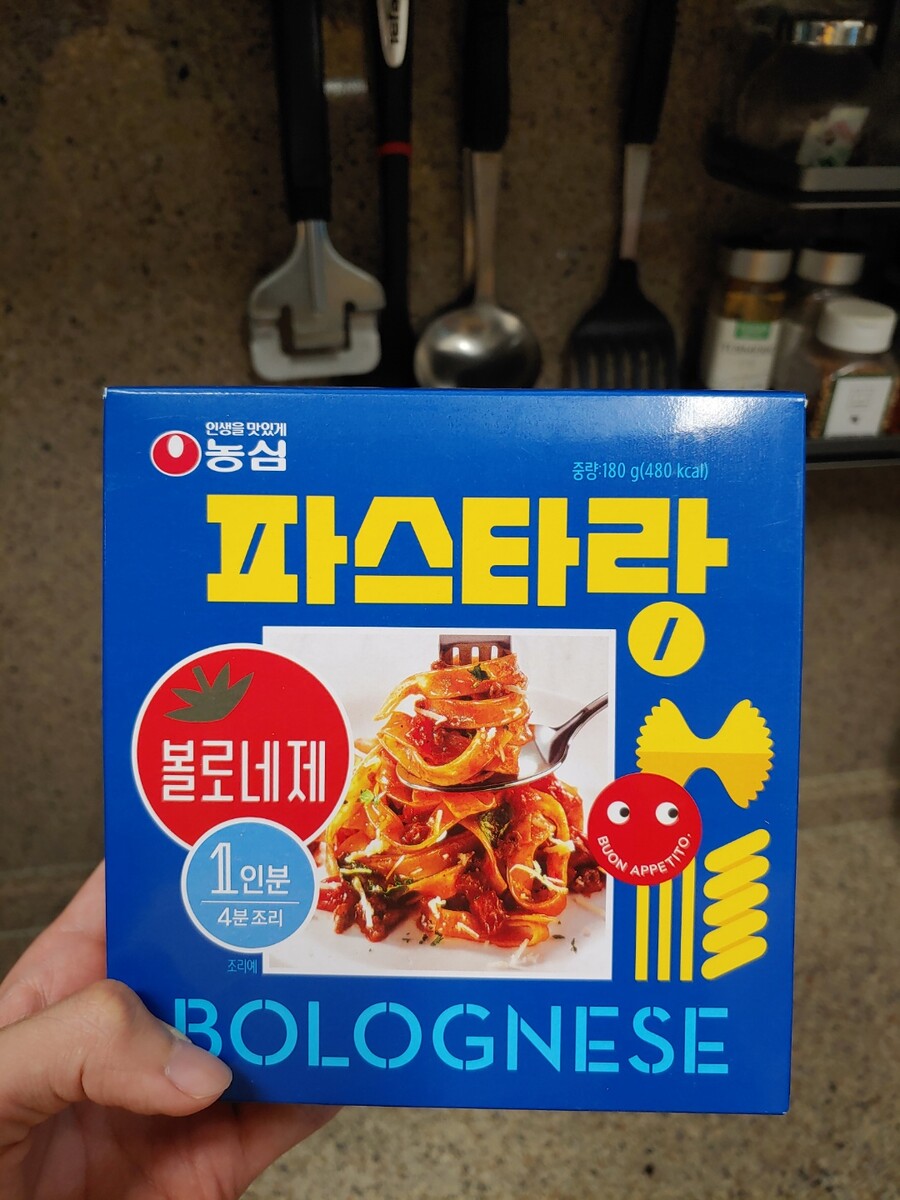 Tefal
인생을 맛있게
농심
중량:180 g(480 kcal)
파스타랑
볼로네제
1인분
4분 조리
조리예
BUON APPETITO,
BOLOGNESE